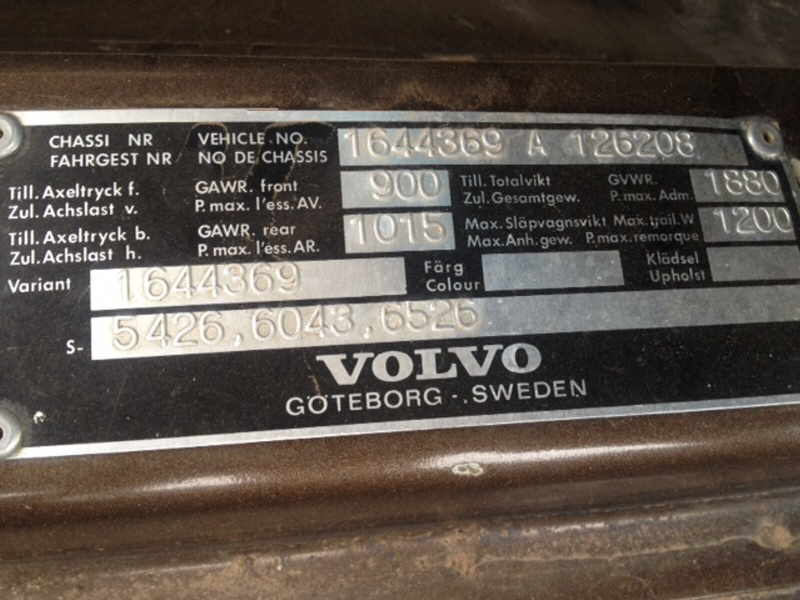 CHASSI NR VEHICLE NO. 1644369 A 126208
FAHRGEST NR NO DE CHASSIS
Till. Axeltryck f. GAWR. front 900 Till. Totalvikt GVWR. 1880
Zul. Achslast v. P. max. l'ess. AV. Zul. Gesamtgew. P. max. Adm.
Till. Axeltryck b. GAWR. rear 1015 Max. Släpvagnsvikt Max. trail. W 1200
Zul. Achslast h. P. max. l'éss. AR. Max. Anh. gew. P. max. remorque
Variant 1644369 Färg Colour Klädsel Upholst
S- 5426, 6043, 6526
VOLVO
GÖTEBORG -. SWEDEN